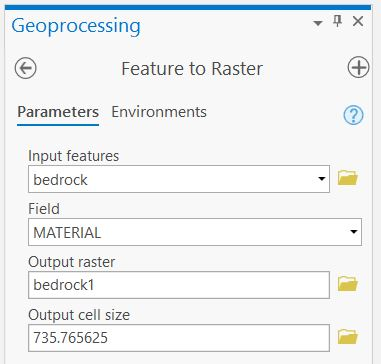 Geoprocessing
Feature to Raster
Parameters Environments
Input features
bedrock
Field
MATERIAL
Output raster
bedrock1
Output cell size
735.765625